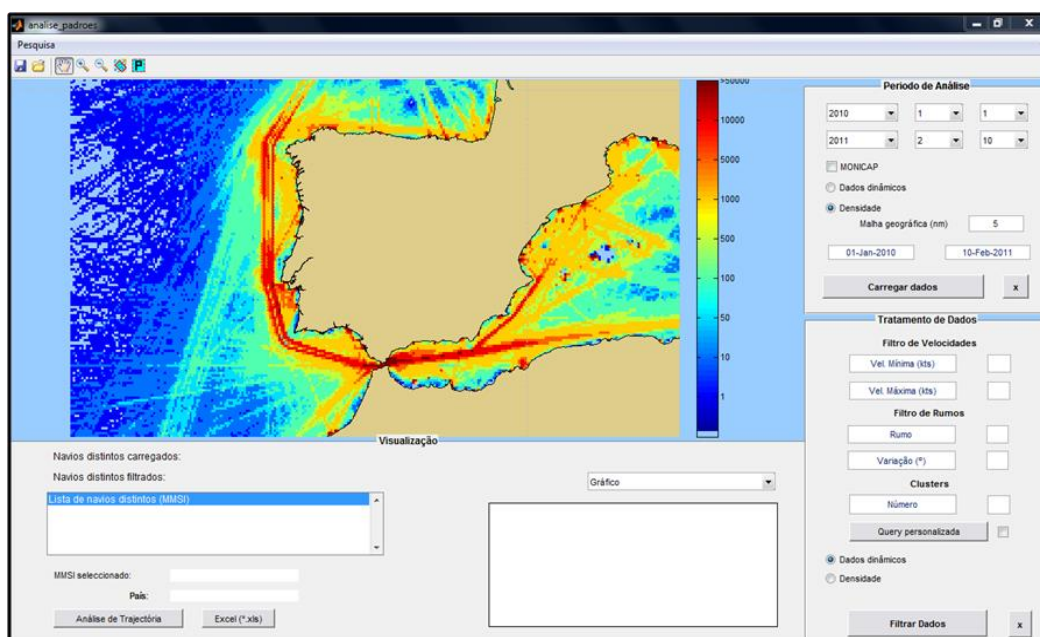 analise_padroes
Pesquisa
P
>50000
10000
5000
1000
500
100
50
10
1
Periodo de Análise
2010 1 1
2011 2 10
MONICAP
Dados dinâmicos
Densidade
Malha geográfica (nm) 5
01-Jan-2010 10-Feb-2011
Carregar dados x
Tratamento de Dados
Filtro de Velocidades
Vel. Mínima (kts)
Vel. Máxima (kts)
Filtro de Rumos
Rumo
Variação (º)
Clusters
Número
Query personalizada
Dados dinâmicos
Densidade
Filtrar Dados x
Visualização
Navios distintos carregados:
Navios distintos filtrados:
Lista de navios distintos (MMSI)
Gráfico
MMSI seleccionado:
País:
Análise de Trajectória Excel (*.xls)